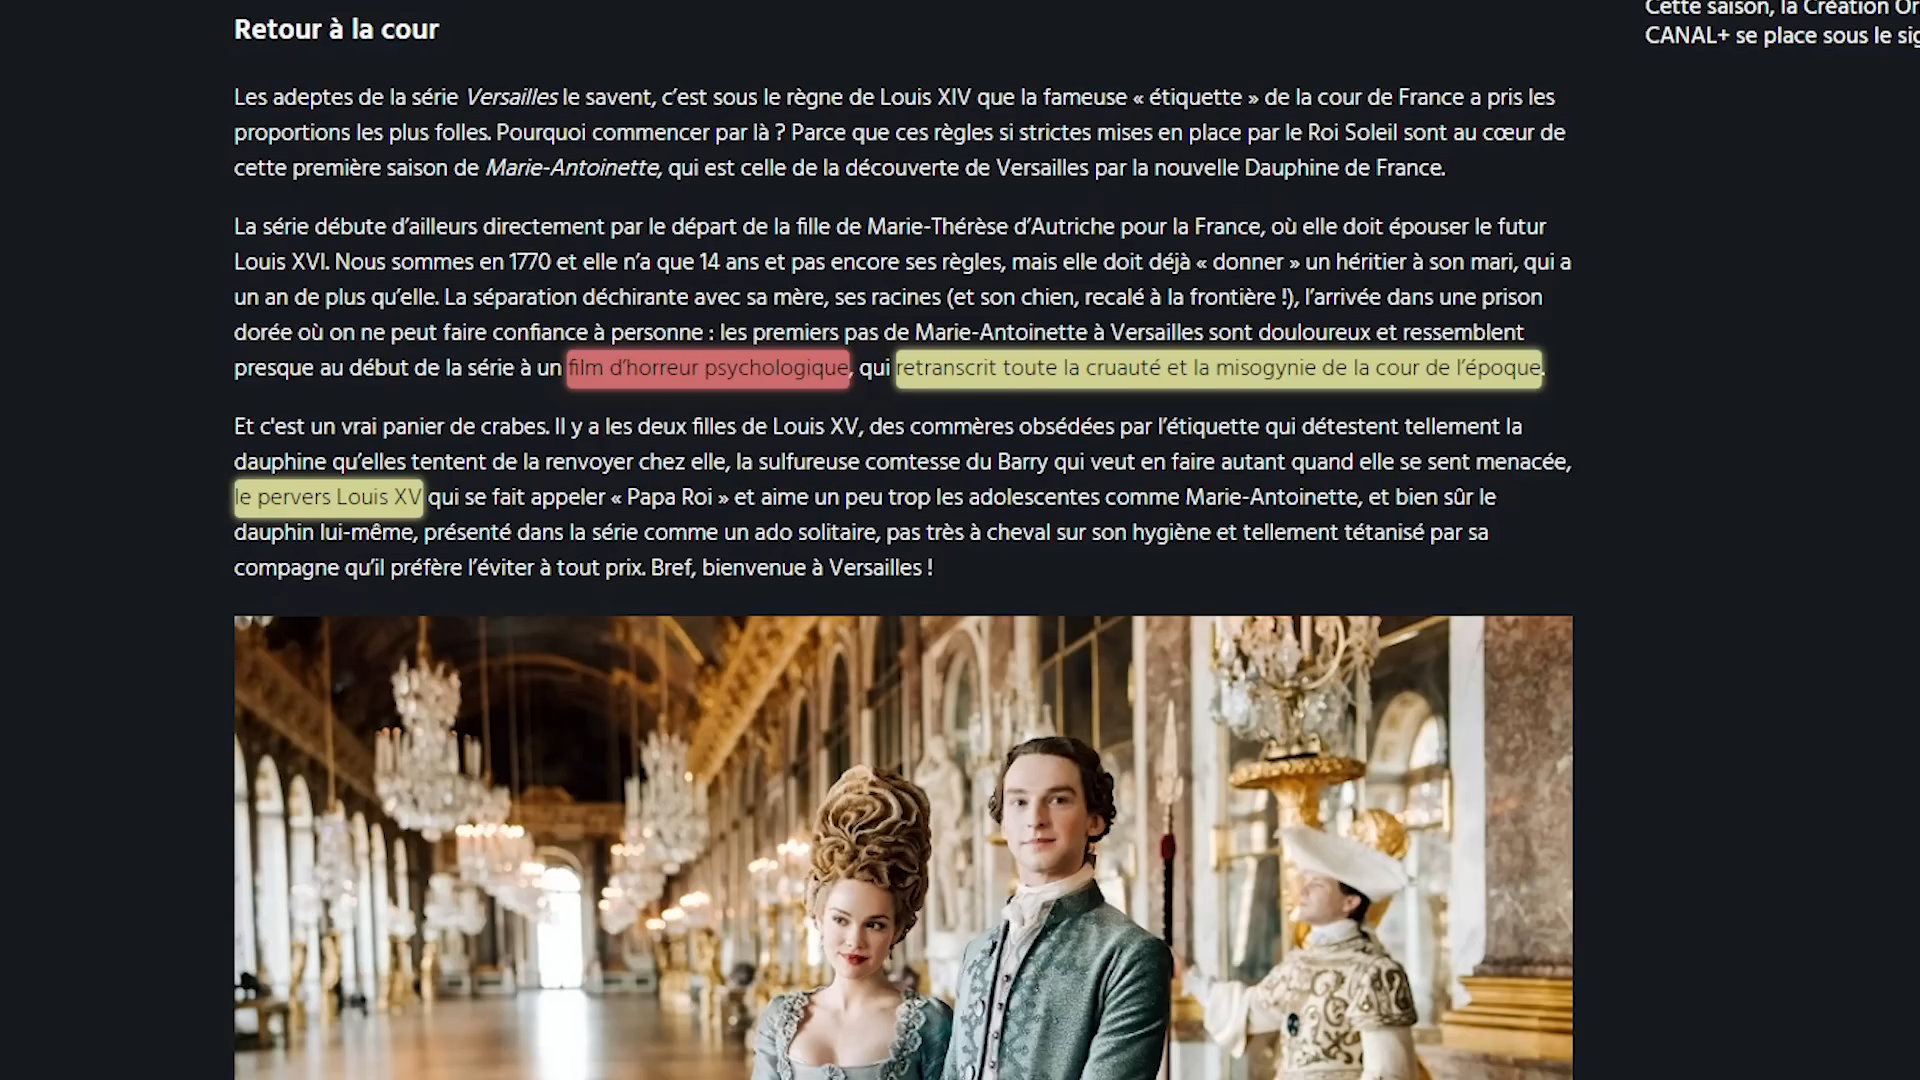 Retour à la cour
Les adeptes de la série Versailles le savent, c’est sous le règne de Louis XIV que la fameuse « étiquette » de la cour de France a pris les
proportions les plus folles. Pourquoi commencer par là ? Parce que ces règles si strictes mises en place par le Roi Soleil sont au cœur de
cette première saison de Marie-Antoinette, qui est celle de la découverte de Versailles par la nouvelle Dauphine de France.
La série débute d’ailleurs directement par le départ de la fille de Marie-Thérèse d’Autriche pour la France, où elle doit épouser le futur
Louis XVI. Nous sommes en 1770 et elle n’a que 14 ans et pas encore ses règles, mais elle doit déjà « donner » un héritier à son mari, qui a
un an de plus qu’elle. La séparation déchirante avec sa mère, ses racines (et son chien, recalé à la frontière !), l’arrivée dans une prison
dorée où on ne peut faire confiance à personne : les premiers pas de Marie-Antoinette à Versailles sont douloureux et ressemblent
presque au début de la série à un film d’horreur psychologique, qui retranscrit toute la cruauté et la misogynie de la cour de l’époque.
Et c'est un vrai panier de crabes. Il y a les deux filles de Louis XV, des commères obsédées par l’étiquette qui détestent tellement la
dauphine qu’elles tentent de la renvoyer chez elle, la sulfureuse comtesse du Barry qui veut en faire autant quand elle se sent menacée,
le pervers Louis XV qui se fait appeler « Papa Roi » et aime un peu trop les adolescentes comme Marie-Antoinette, et bien sûr le
dauphin lui-même, présenté dans la série comme un ado solitaire, pas très à cheval sur son hygiène et tellement tétanisé par sa
compagne qu’il préfère l’éviter à tout prix. Bref, bienvenue à Versailles !
Cette saison, la Création
CANAL+ se place sous le